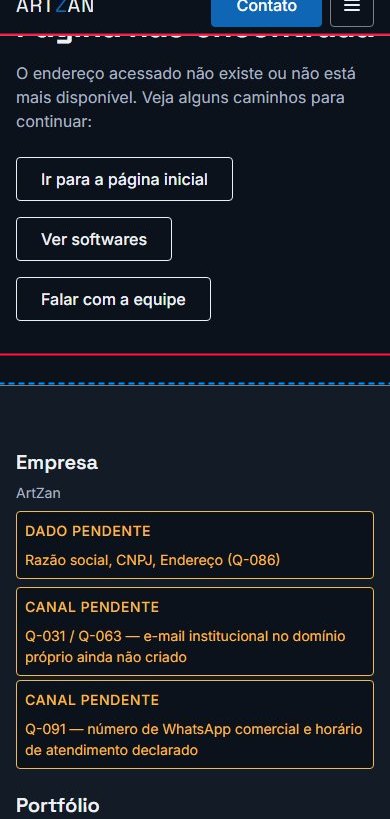 ARTZAN
Contato
Página não encontrada
O endereço acessado não existe ou não está
mais disponível. Veja alguns caminhos para
continuar:
Ir para a página inicial
Ver softwares
Falar com a equipe
Empresa
ArtZan
DADO PENDENTE
Razão social, CNPJ, Endereço (Q-086)
CANAL PENDENTE
Q-031 / Q-063 — e-mail institucional no domínio
próprio ainda não criado
CANAL PENDENTE
Q-091 — número de WhatsApp comercial e horário
de atendimento declarado
Portfólio